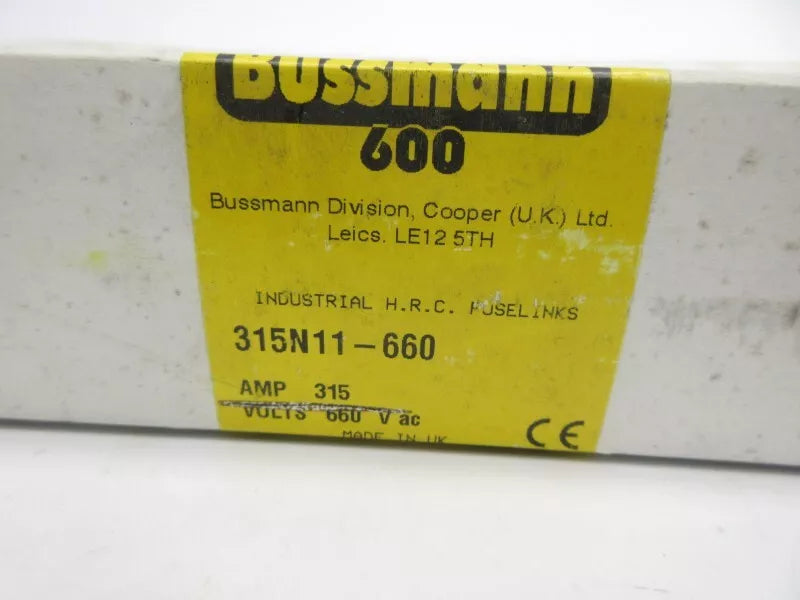 Bussmann
600
Bussmann Division, Cooper (U.K.) Ltd.
Leics. LE12 5TH
INDUSTRIAL H.R.C. FUSELINKS
315N11-660
AMP 315
VOLTS 660 V ac
MADE IN UK
CE